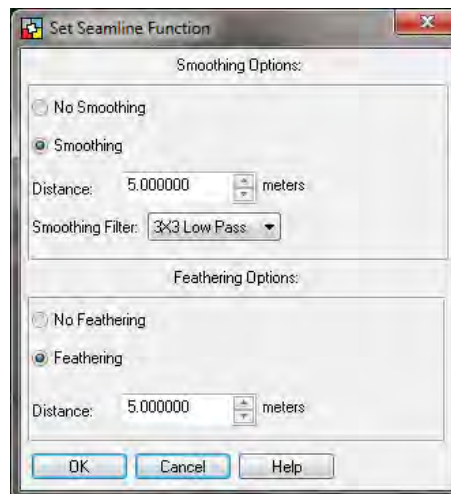 Set Seamline Function
Smoothing Options:
No Smoothing
Smoothing
Distance: 5.000000 meters
Smoothing Filter: 3X3 Low Pass
Feathering Options:
No Feathering
Feathering
Distance: 5.000000 meters
OK Cancel Help